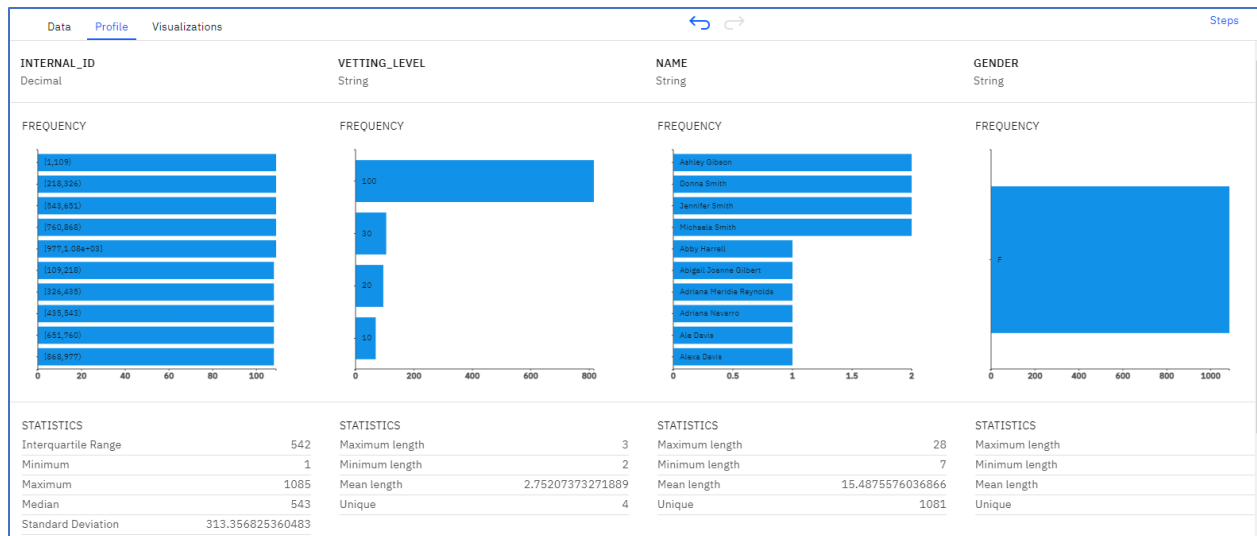 Data Profile Visualizations Steps
INTERNAL_ID VETTING_LEVEL NAME GENDER
Decimal String String String
FREQUENCY FREQUENCY FREQUENCY FREQUENCY
[1,109)
[218,326)
[543,651)
[760,868)
[977,1.08e+03]
[109,218)
[326,435)
[435,543)
[651,760)
[868,977)
0 20 40 60 80 100
100
30
20
10
0 200 400 600 800
Ashley Gibson
Donna Smith
Jennifer Smith
Michaela Smith
Abby Harrell
Abigail Joanne Gilbert
Adriana Meridie Reynolds
Adriana Navarro
Ale Davis
Alexa Davis
0 0.5 1 1.5 2
F
0 200 400 600 800 1000
STATISTICS STATISTICS STATISTICS STATISTICS
Interquartile Range 542 Maximum length 3 Maximum length 28 Maximum length
Minimum 1 Minimum length 2 Minimum length 7 Minimum length
Maximum 1085 Mean length 2.75207373271889 Mean length 15.4875576036866 Mean length
Median 543 Unique 4 Unique 1081 Unique
Standard Deviation 313.356825360483